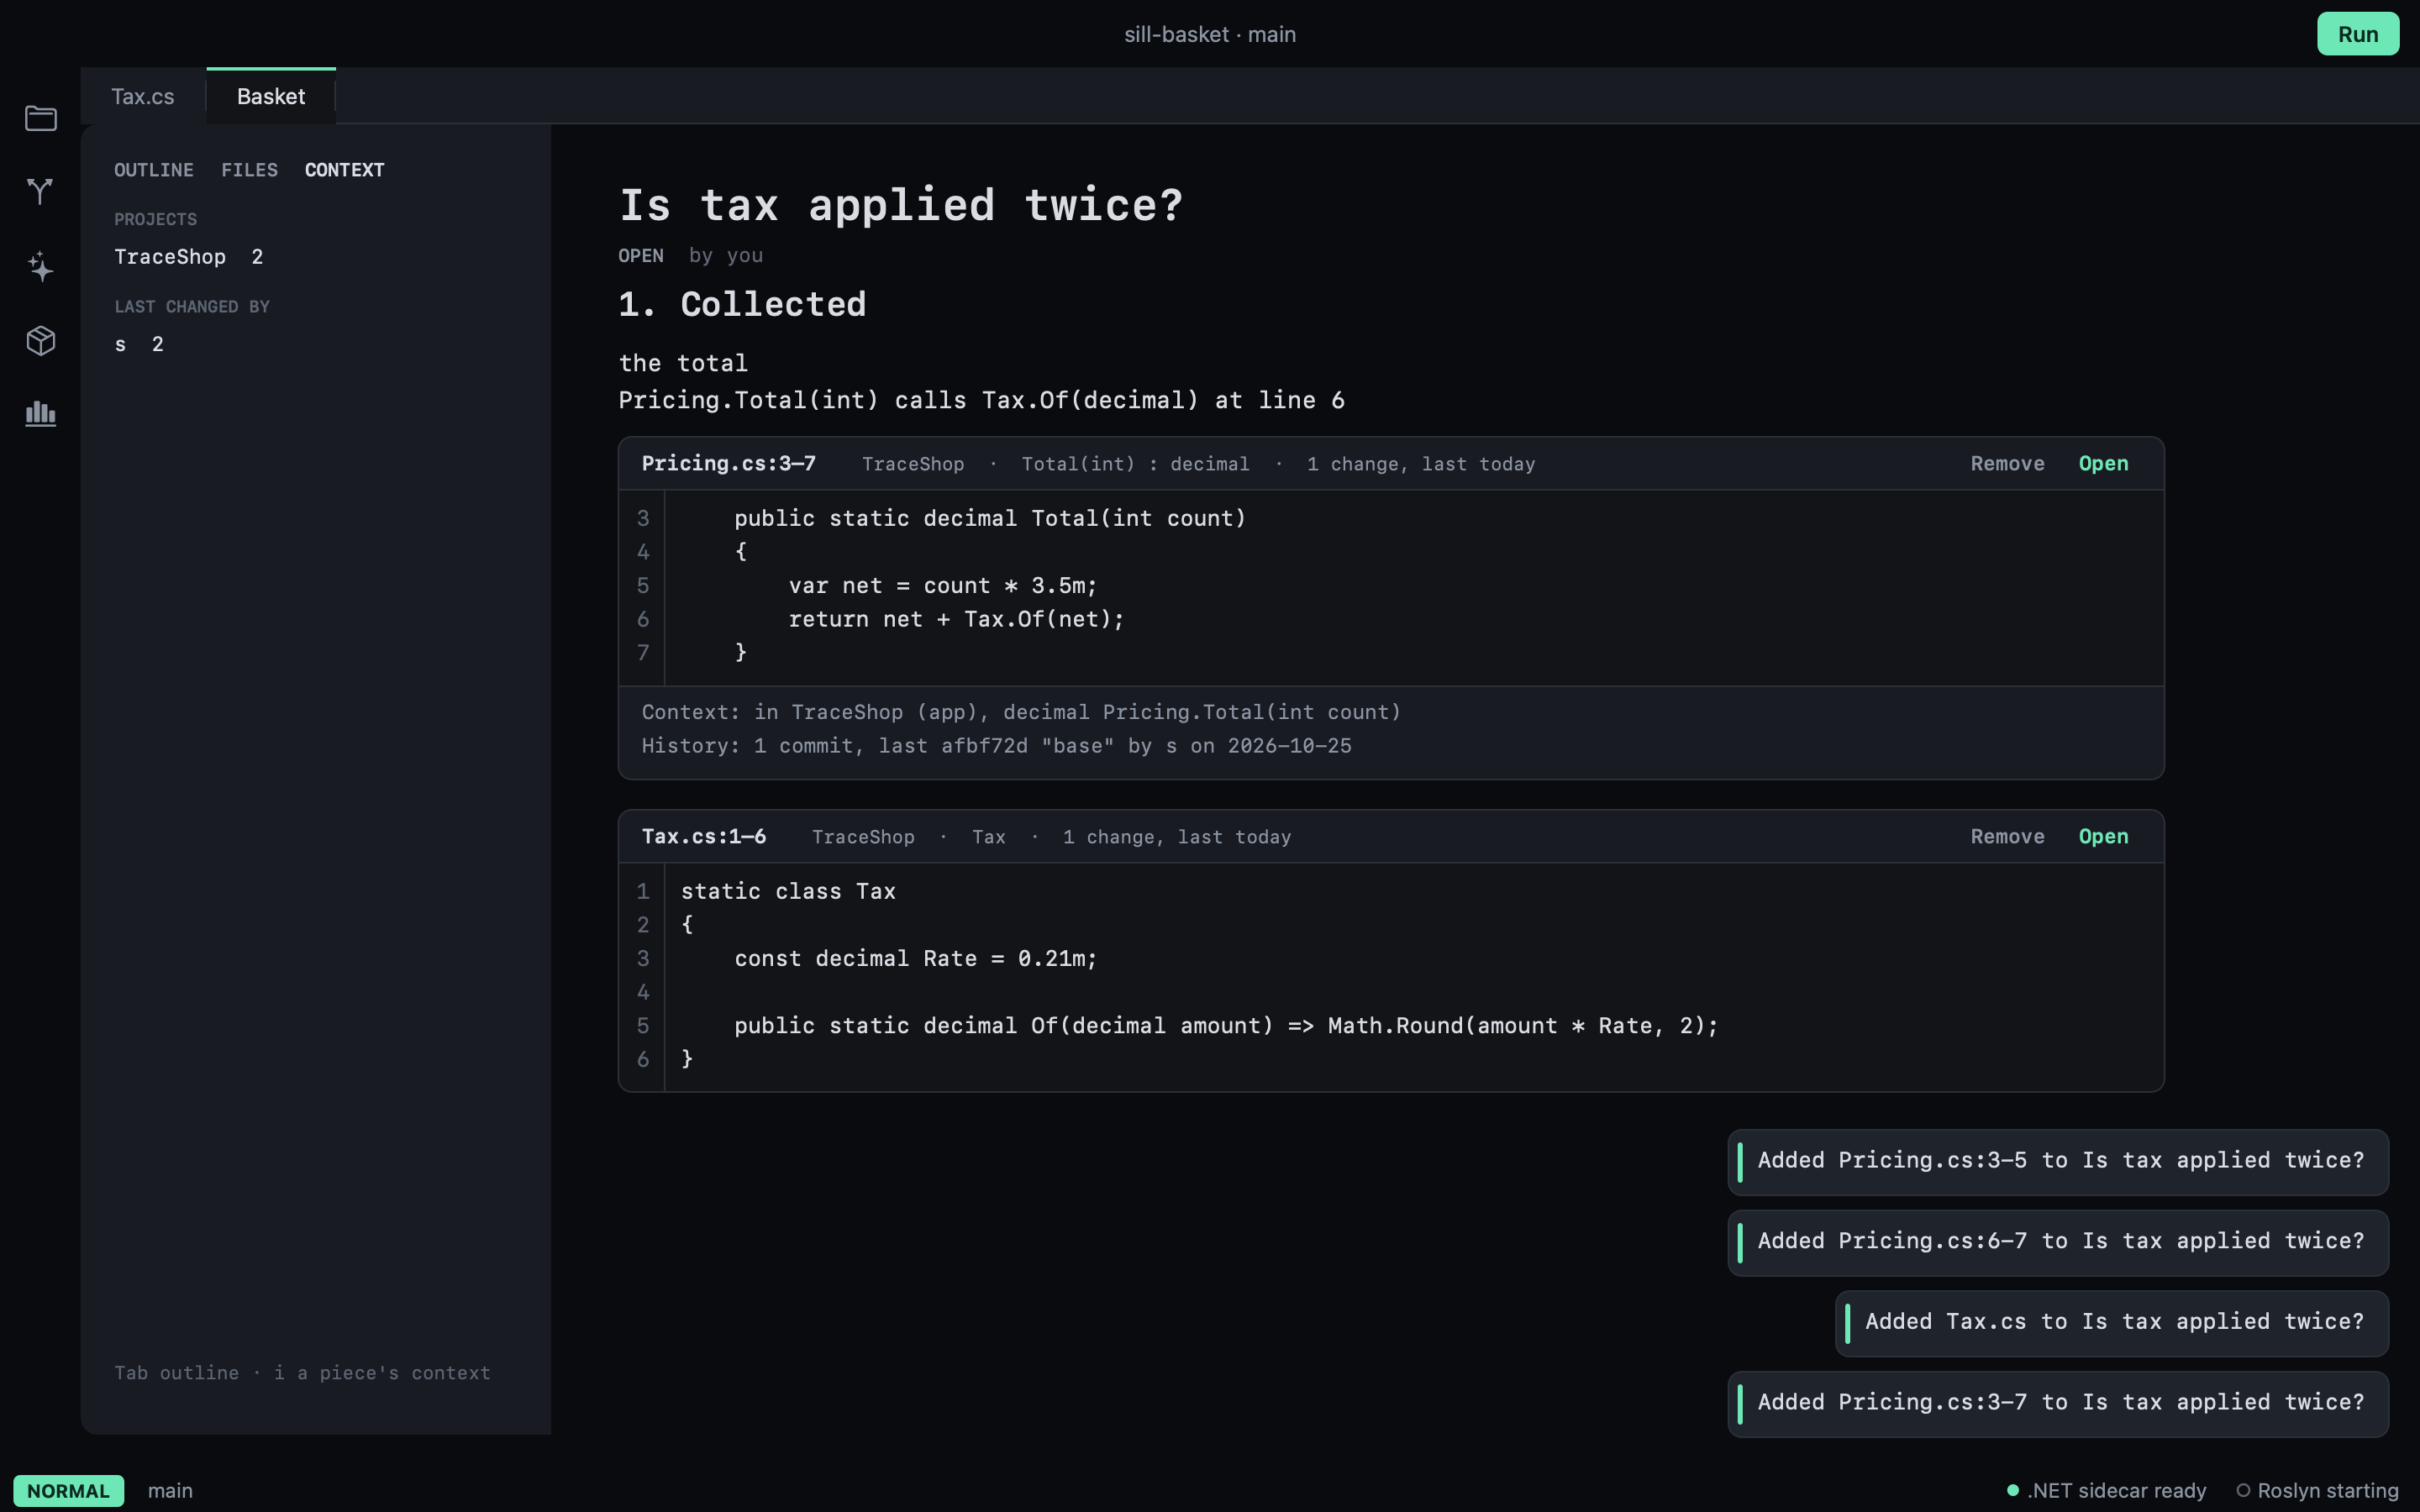 sill-basket · main
Run
Tax.cs
Basket
OUTLINE FILES CONTEXT
PROJECTS
TraceShop 2
LAST CHANGED BY
s 2
Tab outline · i a piece's context
Is tax applied twice?
OPEN by you
1. Collected
the total
Pricing.Total(int) calls Tax.Of(decimal) at line 6
Pricing.cs:3–7 TraceShop · Total(int) : decimal · 1 change, last today Remove Open
3 public static decimal Total(int count)
4 {
5 var net = count * 3.5m;
6 return net + Tax.Of(net);
7 }
Context: in TraceShop (app), decimal Pricing.Total(int count)
History: 1 commit, last afbf72d "base" by s on 2026-10-25
Tax.cs:1–6 TraceShop · Tax · 1 change, last today Remove Open
1 static class Tax
2 {
3 const decimal Rate = 0.21m;
4
5 public static decimal Of(decimal amount) => Math.Round(amount * Rate, 2);
6 }
Added Pricing.cs:3–5 to Is tax applied twice?
Added Pricing.cs:6–7 to Is tax applied twice?
Added Tax.cs to Is tax applied twice?
Added Pricing.cs:3–7 to Is tax applied twice?
NORMAL main
.NET sidecar ready
Roslyn starting